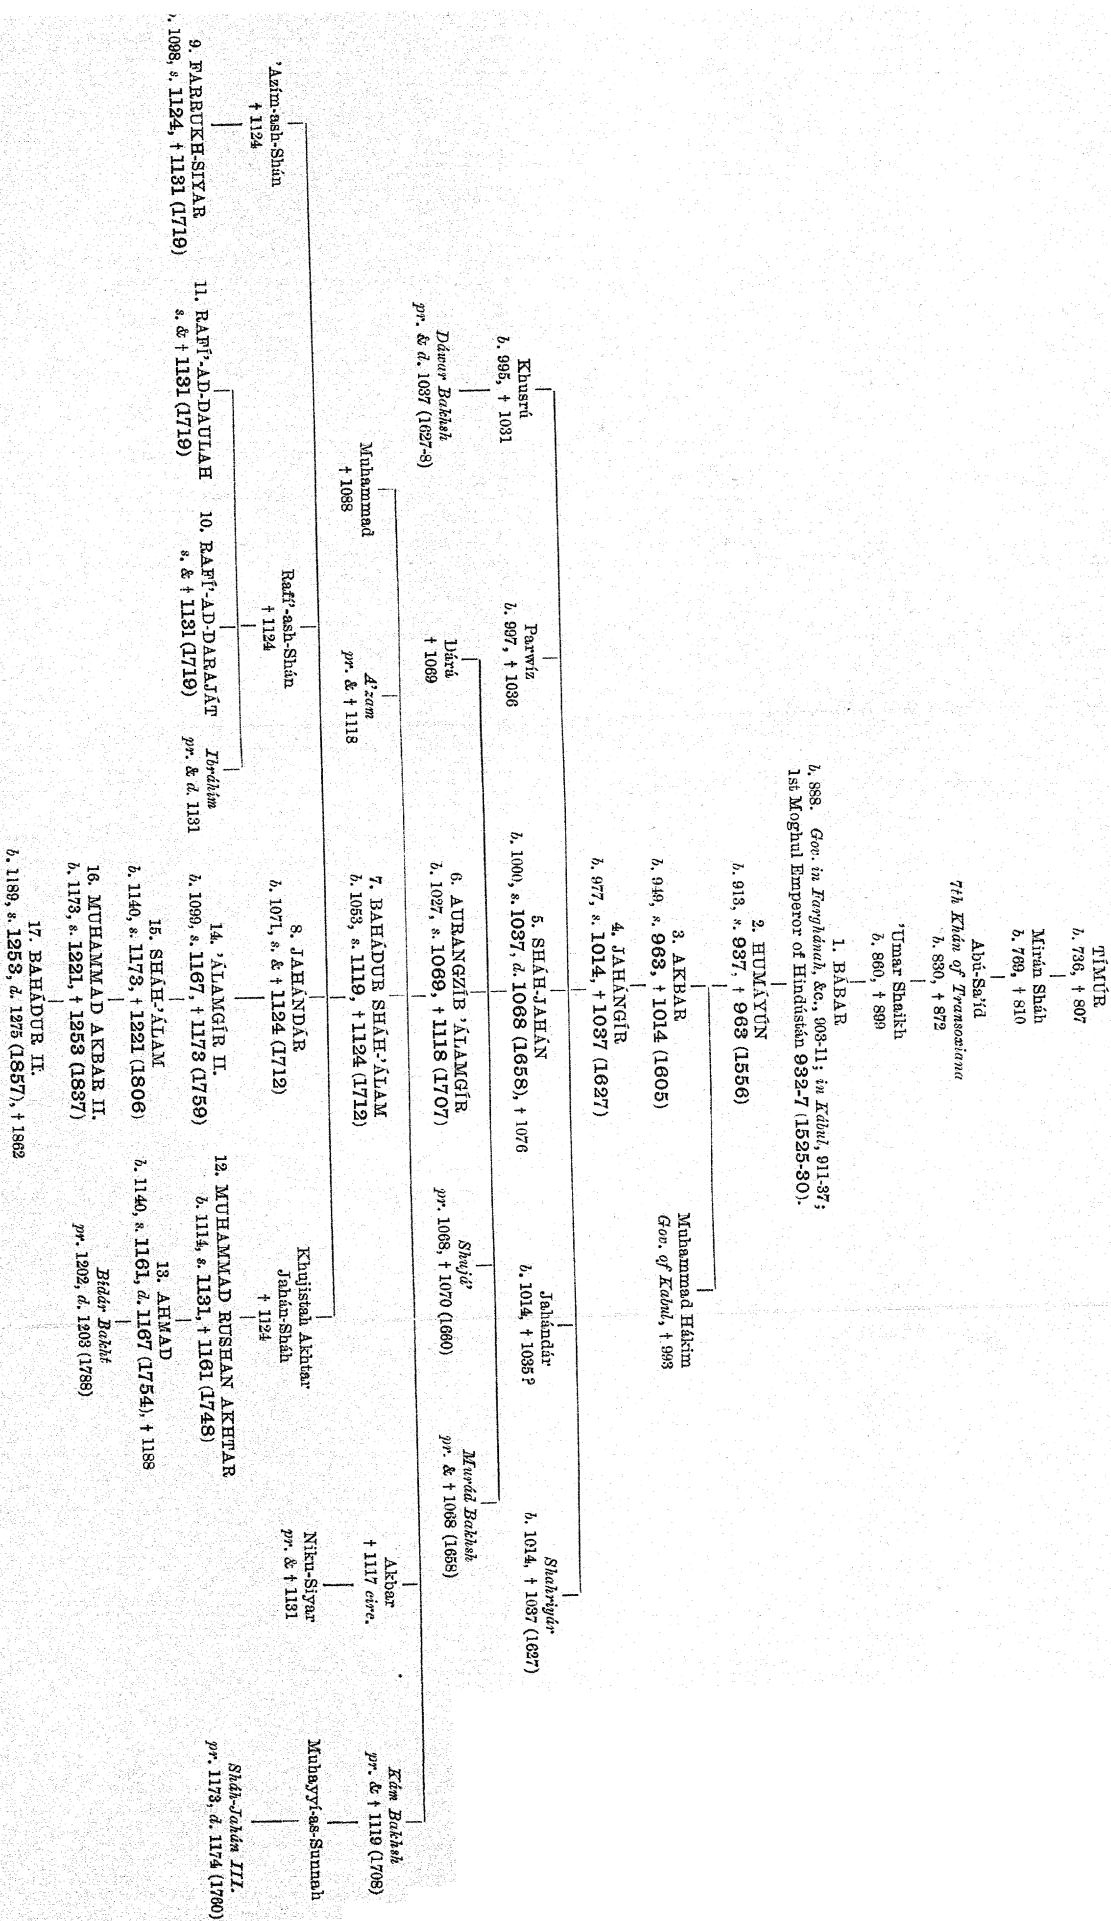 TÍMÚR
b. 736, † 807
Mirán Sháh
b. 769, † 810
Abú-Sa'íd
b. 830, † 872
7th Khán of Transoxiana
'Umar Shaikh
b. 860, † 899
1. BÁBAR
b. 888. Gov. in Farghánah, &c., 903-11; in Kábul, 911-37;
1st Moghul Emperor of Hindústán 932-7 (1525-30).
2. HUMÁYÚN
b. 913, s. 937, † 963 (1556)
3. AKBAR
b. 949, s. 963, † 1014 (1605)
Muhammad Hákim
Gov. of Kabul, † 993
4. JAHÁNGÍR
b. 977, s. 1014, † 1037 (1627)
Khusrú
b. 995, † 1031
Parwíz
b. 997, † 1036
5. SHÁH-JAHÁN
b. 1000, s. 1037, d. 1068 (1658), † 1076
Jahándár
b. 1014, † 1035?
Shahriyár
b. 1014, † 1037 (1627)
Dáwar Bakhsh
pr. & d. 1037 (1627-8)
Dárú
† 1069
6. AURANGZÍB 'ÁLAMGÍR
b. 1027, s. 1069, † 1118 (1707)
Shujá'
pr. 1068, † 1070 (1660)
Murád Bakhsh
pr. & † 1068 (1658)
Muhammad
† 1088
A'zam
pr. & † 1118
7. BAHÁDUR SHÁH-'ÁLAM
b. 1053, s. 1119, † 1124 (1712)
Akbar
† 1117 circ.
Kám Bakhsh
pr. & † 1119 (1708)
'Azím-ash-Shán
† 1124
Rafí'-ash-Shán
† 1124
8. JAHÁNDÁR
b. 1071, s. & † 1124 (1712)
Khujistah Akhtar
Jahán-Sháh
† 1124
Niku-Siyar
pr. & † 1131
Muhayyí-as-Sunnah
9. FARRUKH-SIYAR
b. 1098, s. 1124, † 1131 (1719)
11. RAFÍ'-AD-DAULAH
s. & † 1131 (1719)
10. RAFÍ'-AD-DARAJÁT
s. & † 1131 (1719)
Ibráhím
pr. & d. 1131
14. 'ÁLAMGÍR II.
b. 1099, s. 1167, † 1173 (1759)
12. MUHAMMAD RUSHAN AKHTAR
b. 1114, s. 1131, † 1161 (1748)
Sháh-Jahán III.
pr. 1173, d. 1174 (1760)
15. SHÁH-'ÁLAM
b. 1140, s. 1173, † 1221 (1806)
13. AHMAD
b. 1140, s. 1161, d. 1167 (1754), † 1188
16. MUHAMMAD AKBAR II.
b. 1173, s. 1221, † 1253 (1837)
Bídár Bakht
pr. 1202, d. 1203 (1788)
17. BAHÁDUR II.
b. 1189, s. 1253, d. 1275 (1857), † 1862